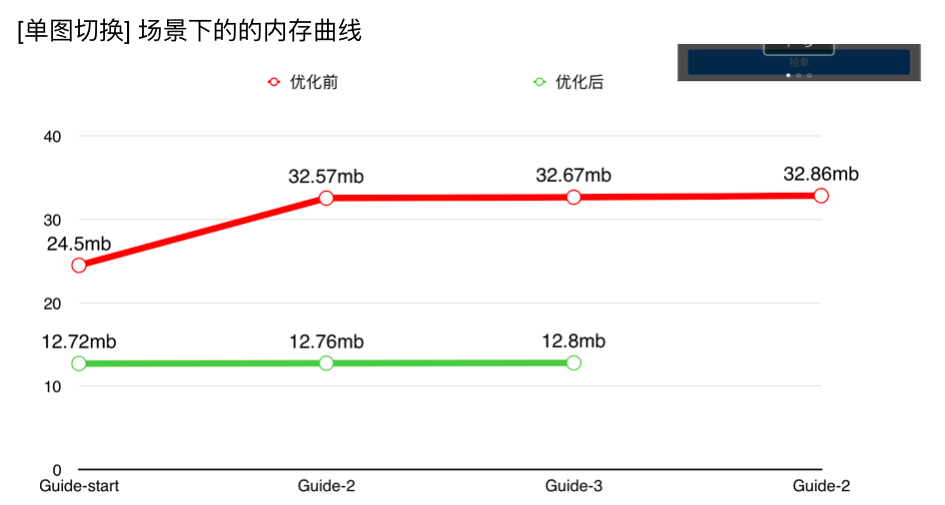 [单图切换] 场景下的的内存曲线
抢单
优化前
优化后
40
32.57mb
32.67mb
32.86mb
30
24.5mb
20
12.72mb
12.76mb
12.8mb
10
0
Guide-start
Guide-2
Guide-3
Guide-2